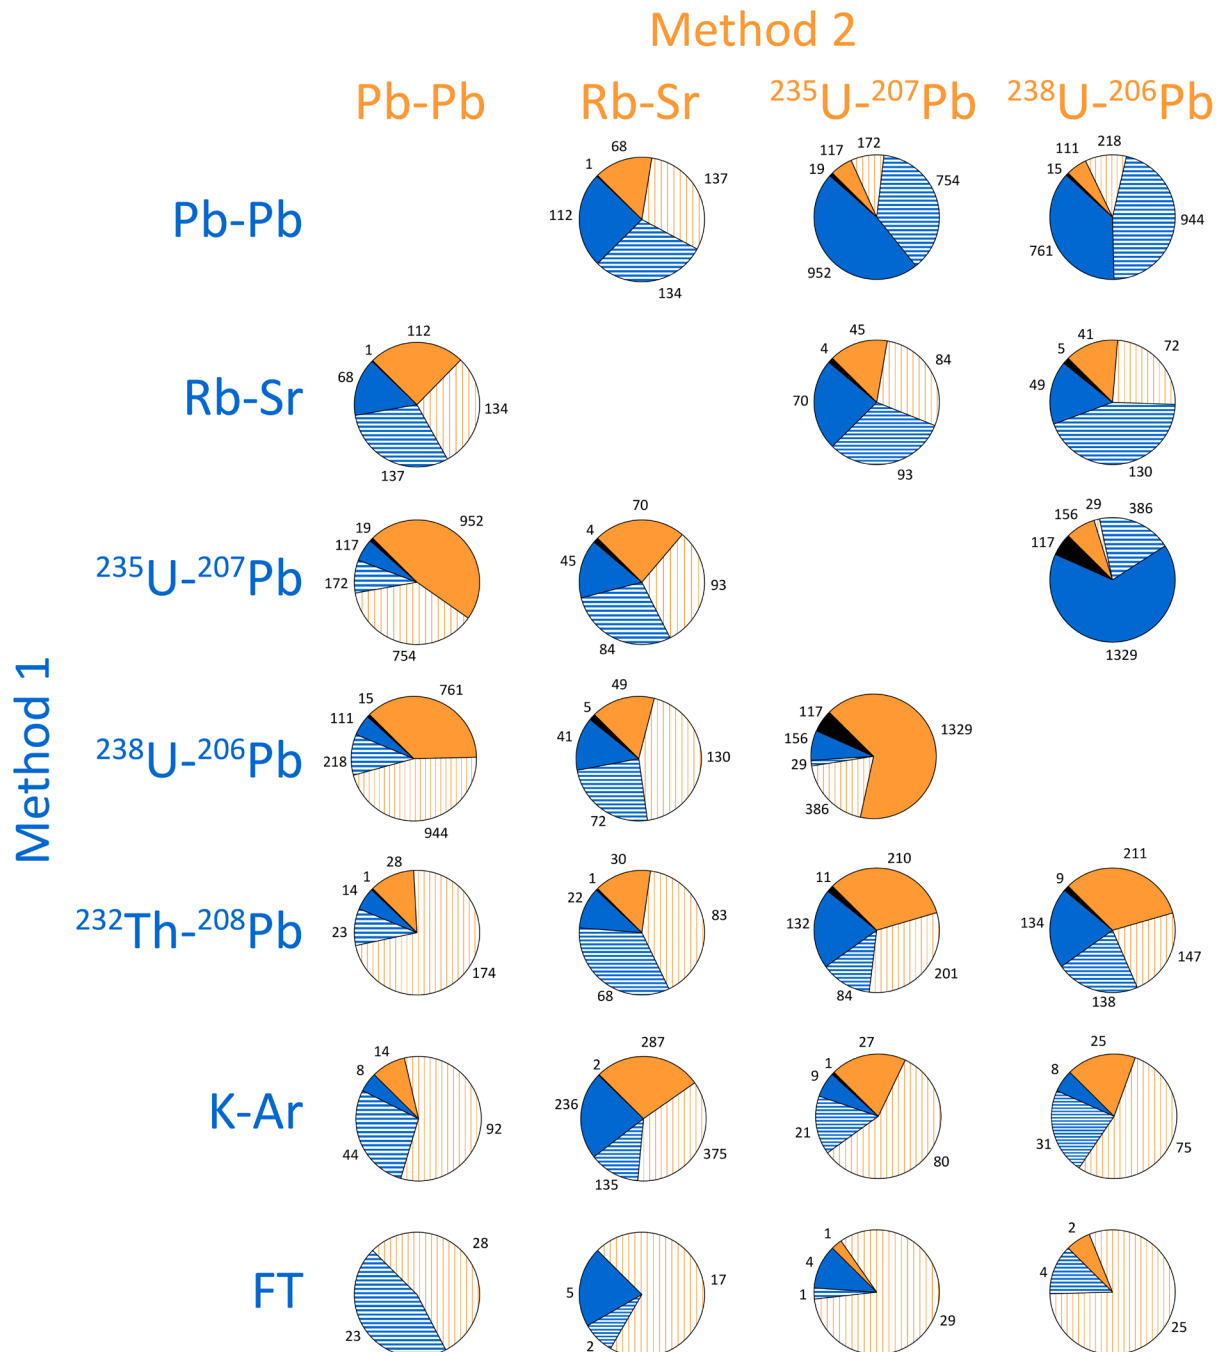 Method 2
Pb-Pb Rb-Sr ²³⁵U-²⁰⁷Pb ²³⁸U-²⁰⁶Pb
Method 1
Pb-Pb
1 68 137 134 112
19 117 172 754 952
15 111 218 944 761
Rb-Sr
1 112 134 137 68
4 45 84 93 70
5 41 72 130 49
²³⁵U-²⁰⁷Pb
19 952 754 172 117
4 70 93 84 45
117 156 29 386 1329
²³⁸U-²⁰⁶Pb
15 761 944 218 111
5 49 130 72 41
117 1329 386 29 156
²³²Th-²⁰⁸Pb
1 28 174 23 14
1 30 83 68 22
11 210 201 84 132
9 211 147 138 134
K-Ar
14 92 44 8
2 287 375 135 236
1 27 80 21 9
25 75 31 8
FT
28 23
17 2 5
1 29 1 4
2 25 4